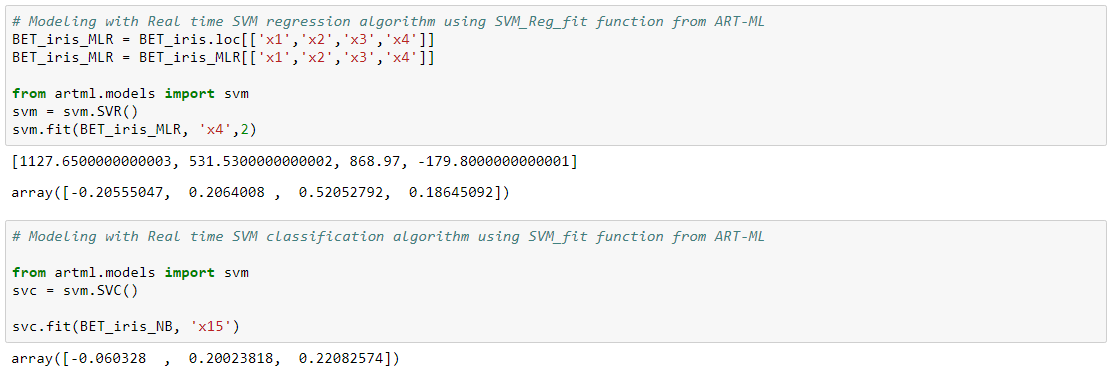 # Modeling with Real time SVM regression algorithm using SVM_Reg_fit function from ART-ML
BET_iris_MLR = BET_iris.loc[['x1','x2','x3','x4']]
BET_iris_MLR = BET_iris_MLR[['x1','x2','x3','x4']]
from artml.models import svm
svm = svm.SVR()
svm.fit(BET_iris_MLR, 'x4',2)
[1127.6500000000003, 531.5300000000002, 868.97, -179.8000000000001]
array([-0.20555047,  0.2064008 ,  0.52052792,  0.18645092])
# Modeling with Real time SVM classification algorithm using SVM_fit function from ART-ML
from artml.models import svm
svc = svm.SVC()
svc.fit(BET_iris_NB, 'x15')
array([-0.060328  ,  0.20023818,  0.22082574])